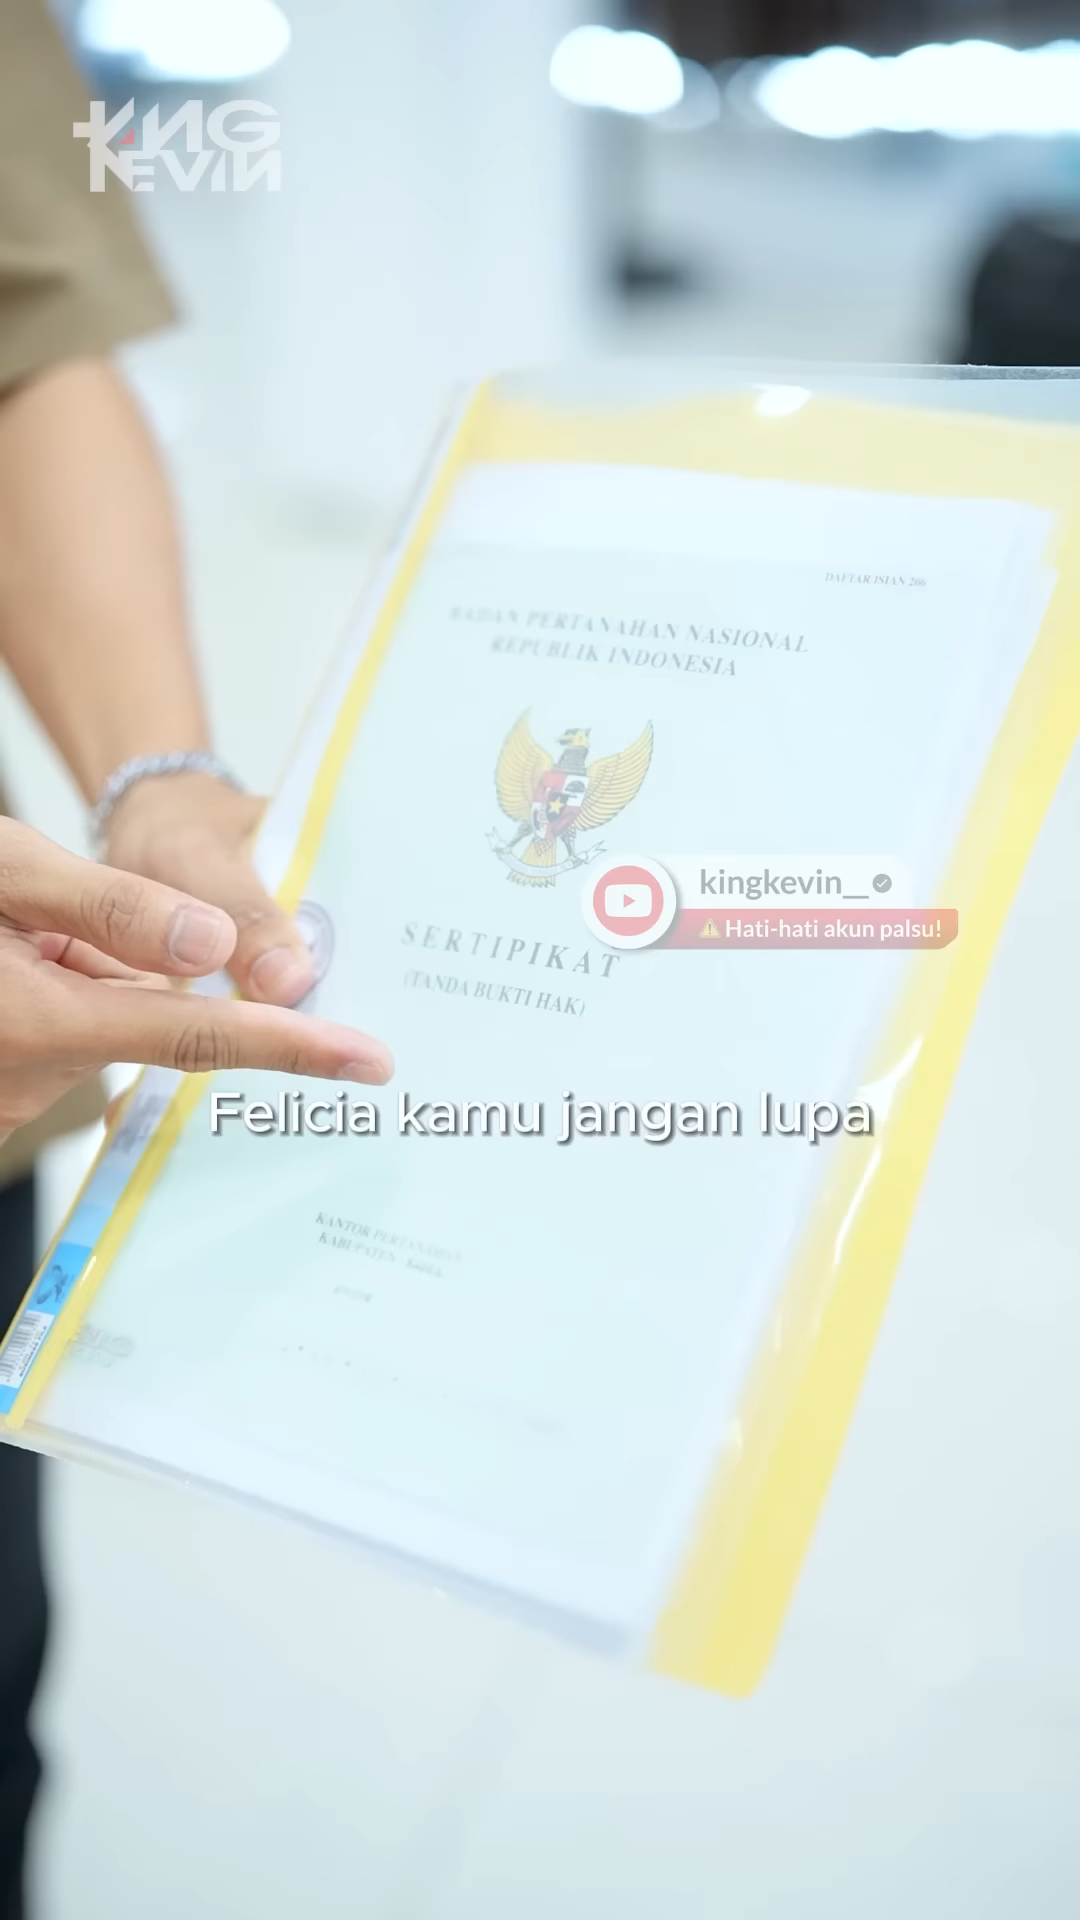 KING
KEVIN
DAFTAR ISIAN 206
BADAN PERTANAHAN NASIONAL
REPUBLIK INDONESIA
kingkevin__
⚠ Hati-hati akun palsu!
SERTIPIKAT
(TANDA BUKTI HAK)
Felicia kamu jangan lupa
KANTOR PERTANAHAN
KABUPATEN